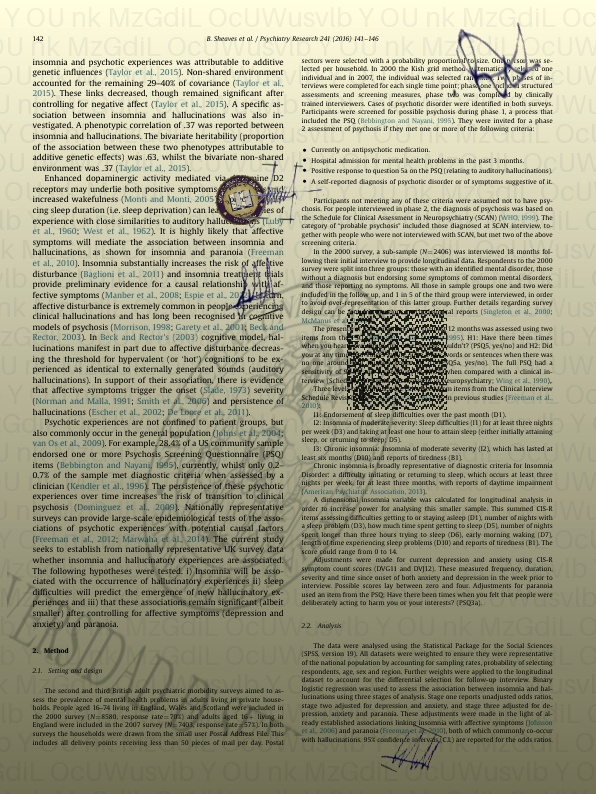 142
B. Sheaves et al. / Psychiatry Research 241 (2016) 141–146
insomnia and psychotic experiences was attributable to additive
genetic influences (Taylor et al., 2015). Non-shared environment
accounted for the remaining 29–40% of covariance (Taylor et al.,
2015). These links decreased, though remained significant after
controlling for negative affect (Taylor et al., 2015). A specific as-
sociation between insomnia and hallucinations was also in-
vestigated. A phenotypic correlation of .37 was reported between
insomnia and hallucinations. The bivariate heritability (proportion
of the association between these two phenotypes attributable to
additive genetic effects) was .63, whilst the bivariate non-shared
environment was .37 (Taylor et al., 2015).
Enhanced dopaminergic activity mediated via D2
receptors may underlie both positive symptoms
increased wakefulness (Monti and Monti, 2005
cing sleep duration (i.e. sleep deprivation) can of
experience with close similarities to auditory (Luby
et al., 1960; West et al., 1962). It is highly likely that affective
symptoms will mediate the association between insomnia and
hallucinations, as shown for insomnia and paranoia (Freeman
et al., 2010). Insomnia substantially increases the risk of affective
disturbance (Baglioni et al., 2011) and insomnia treatment trials
provide preliminary evidence for a causal relationship with af-
fective symptoms (Manber et al., 2008; Espie
affective disturbance is extremely common in people experiencing
clinical hallucinations and has long been recognised in cognitive
models of psychosis (Morrison, 1998; Garety et al., 2001; Beck and
Rector, 2003). In Beck and Rector's (2003) cognitive model, hal-
lucinations manifest in part due to affective disturbance decreas-
ing the threshold for hypervalent (or 'hot') cognitions to be ex-
perienced as identical to externally generated sounds (auditory
hallucinations). In support of their association, there is evidence
that affective symptoms trigger the onset (Slade, 1973) severity
(Norman and Malla, 1991; Smith et al., 2006) and persistence of
hallucinations (Escher et al., 2002; De Loore et al., 2011).
Psychotic experiences are not confined to patient groups, but
also commonly occur in the general population (Johns et al., 2004;
van Os et al., 2009). For example, 28.4% of a US community sample
endorsed one or more Psychosis Screening Questionnaire (PSQ)
items (Bebbington and Nayani, 1995), currently, whilst only 0.2–
0.7% of the sample met diagnostic criteria when assessed by a
clinician (Kendler et al., 1996). The persistence of these psychotic
experiences over time increases the risk of transition to clinical
psychosis (Dominguez et al., 2009). Nationally representative
surveys can provide large-scale epidemiological tests of the asso-
ciations of psychotic experiences with potential causal factors
(Freeman et al., 2012; Marwaha et al., 2014). The current study
seeks to establish from nationally representative UK survey data
whether insomnia and hallucinatory experiences are associated.
The following hypotheses were tested: i) Insomnia will be asso-
ciated with the occurrence of hallucinatory experiences ii) sleep
difficulties will predict the emergence of new hallucinatory ex-
periences and iii) that these associations remain significant (albeit
smaller) after controlling for affective symptoms (depression and
anxiety) and paranoia.
2. Method
2.1. Setting and design
The second and third British adult psychiatric morbidity surveys aimed to as-
sess the prevalence of mental health problems in adults living in private house-
holds. People aged 16–74 living in England, Wales and Scotland were included in
the 2000 survey (N=8580, response rate=70%) and adults aged 16+ living in
England were included in the 2007 survey (N=7403, response rate=57%). In both
surveys the households were drawn from the small user Postal Address File. This
includes all delivery points receiving less than 50 pieces of mail per day. Postal
sectors were selected with a probability proportional to size. One person was se-
lected per household. In 2000 the Kish grid method selected one
individual and in 2007, the individual was selected phases of in-
terviews were completed for each single time point; phase one included structured
assessments and screening measures, phase two was completed by clinically
trained interviewers. Cases of psychotic disorder were identified in both surveys.
Participants were screened for possible psychosis during phase 1, a process that
included the PSQ (Bebbington and Nayani, 1995). They were invited for a phase
2 assessment of psychosis if they met one or more of the following criteria:
• Currently on antipsychotic medication.
• Hospital admission for mental health problems in the past 3 months.
• Positive response to question 5a on the PSQ (relating to auditory hallucinations).
• A self-reported diagnosis of psychotic disorder or of symptoms suggestive of it.
Participants not meeting any of these criteria were assumed not to have psy-
chosis. For people interviewed in phase 2, the diagnosis of psychosis was based on
the Schedule for Clinical Assessment in Neuropsychiatry (SCAN) (WHO, 1999). The
category of "probable psychosis" included those diagnosed at SCAN interview, to-
gether with people who were not interviewed with SCAN, but met two of the above
screening criteria.
In the 2000 survey, a sub-sample (N=2406) was interviewed 18 months fol-
lowing their initial interview to provide longitudinal data. Respondents to the 2000
survey were split into three groups: those with an identified mental disorder, those
without a diagnosis but endorsing some symptoms of common mental disorders,
and those reporting no symptoms. All those in sample groups one and two were
included in the follow up, and 1 in 5 of the third group were interviewed, in order
to avoid over-representation of this latter group. Further details regarding survey
design can be reports (Singleton et al., 2000;
McManus et
The presen 12 months was assessed using two
items from the 1995). H1: Have there been times
when you hear couldn't? (PSQ5, yes/no) and H2: Did
you at any time words or sentences when there was
no one around PSQ5a, yes/no). The full PSQ had a
sensitivity of 9 when compared with a clinical in-
terview (Sched Neuropsychiatry; Wing et al., 1990).
Three leve items from the Clinical Interview
Schedule Revis previous studies (Freeman et al.,
2010):
I1: Endorsement of sleep difficulties over the past month (D1).
I2: Insomnia of moderate severity: Sleep difficulties (I1) for at least three nights
per week (D3) and taking at least one hour to attain sleep (either initially attaining
sleep, or returning to sleep; D5).
I3: Chronic insomnia: Insomnia of moderate severity (I2), which has lasted at
least six months (D10), and reports of tiredness (B1).
Chronic insomnia is broadly representative of diagnostic criteria for Insomnia
Disorder: a difficulty initiating or returning to sleep, which occurs at least three
nights per week, for at least three months, with reports of daytime impairment
(American Psychiatric Association, 2013).
A dimensional insomnia variable was calculated for longitudinal analysis in
order to increase power for analysing this smaller sample. This summed CIS-R
items assessing difficulties getting to or staying asleep (D1), number of nights with
a sleep problem (D3), how much time spent getting to sleep (D5), number of nights
spent longer than three hours trying to sleep (D6), early morning waking (D7),
length of time experiencing sleep problems (D10) and reports of tiredness (B1). The
score could range from 0 to 14.
Adjustments were made for current depression and anxiety using CIS-R
symptom count scores (DVG11 and DVJ12). These measured frequency, duration,
severity and time since onset of both anxiety and depression in the week prior to
interview. Possible scores lay between zero and four. Adjustments for paranoia
used an item from the PSQ: Have there been times when you felt that people were
deliberately acting to harm you or your interests? (PSQ3a).
2.2. Analysis
The data were analysed using the Statistical Package for the Social Sciences
(SPSS, version 19). All datasets were weighted to ensure they were representative
of the national population by accounting for sampling rates, probability of selecting
respondents, age, sex and region. Further weights were applied to the longitudinal
dataset to account for the differential selection for follow-up interview. Binary
logistic regression was used to assess the association between insomnia and hal-
lucinations using three stages of analysis. Stage one reports unadjusted odds ratios,
stage two adjusted for depression and anxiety, and stage three adjusted for de-
pression, anxiety and paranoia. These adjustments were made in the light of al-
ready established associations linking insomnia with affective symptoms (Johnson
et al., 2006) and paranoia (Freeman et al., 2010), both of which commonly co-occur
with hallucinations. 95% confidence intervals (C.I.) are reported for the odds ratios.